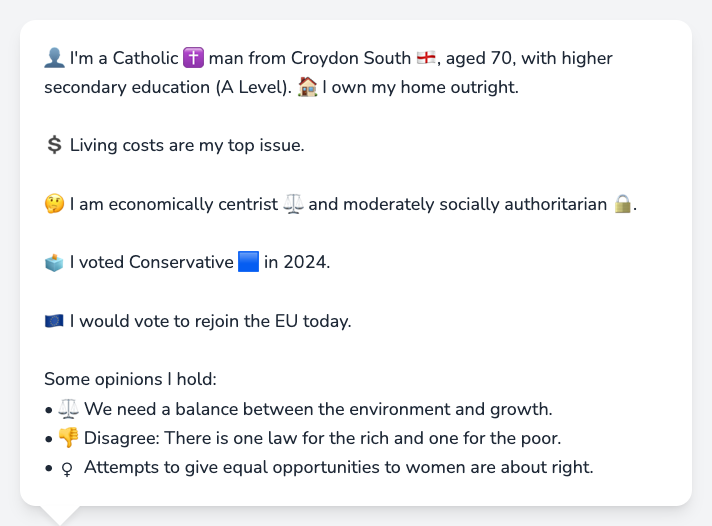 👤 I'm a Catholic ✝️ man from Croydon South 🏴󠁧󠁢󠁥󠁮󠁧󠁿, aged 70, with higher
secondary education (A Level). 🏠 I own my home outright.
💲 Living costs are my top issue.
🤔 I am economically centrist ⚖️ and moderately socially authoritarian 🔒.
🗳️ I voted Conservative 🟦 in 2024.
🇪🇺 I would vote to rejoin the EU today.
Some opinions I hold:
• ⚖️ We need a balance between the environment and growth.
• 👎 Disagree: There is one law for the rich and one for the poor.
• ♀ Attempts to give equal opportunities to women are about right.